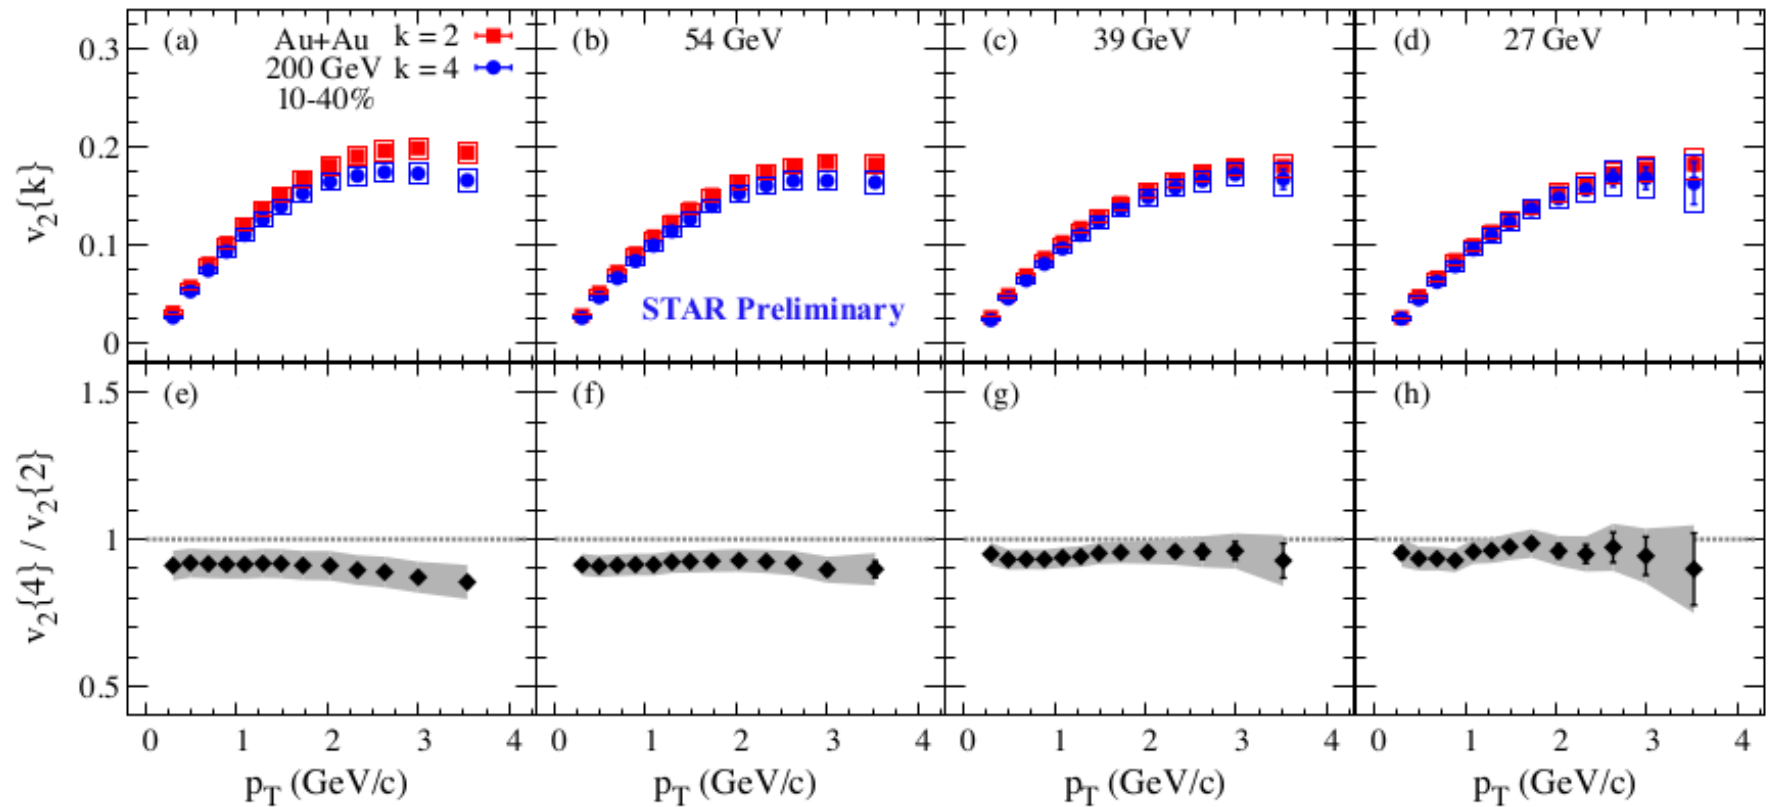 (a) Au+Au k = 2
200 GeV k = 4
10-40%
(b) 54 GeV
(c) 39 GeV
(d) 27 GeV
0.3
0.2
0.1
0
v2{k}
STAR Preliminary
(e)
(f)
(g)
(h)
1.5
1
0.5
v2{4} / v2{2}
0 1 2 3 4
0 1 2 3 4
0 1 2 3 4
0 1 2 3 4
pT (GeV/c)
pT (GeV/c)
pT (GeV/c)
pT (GeV/c)